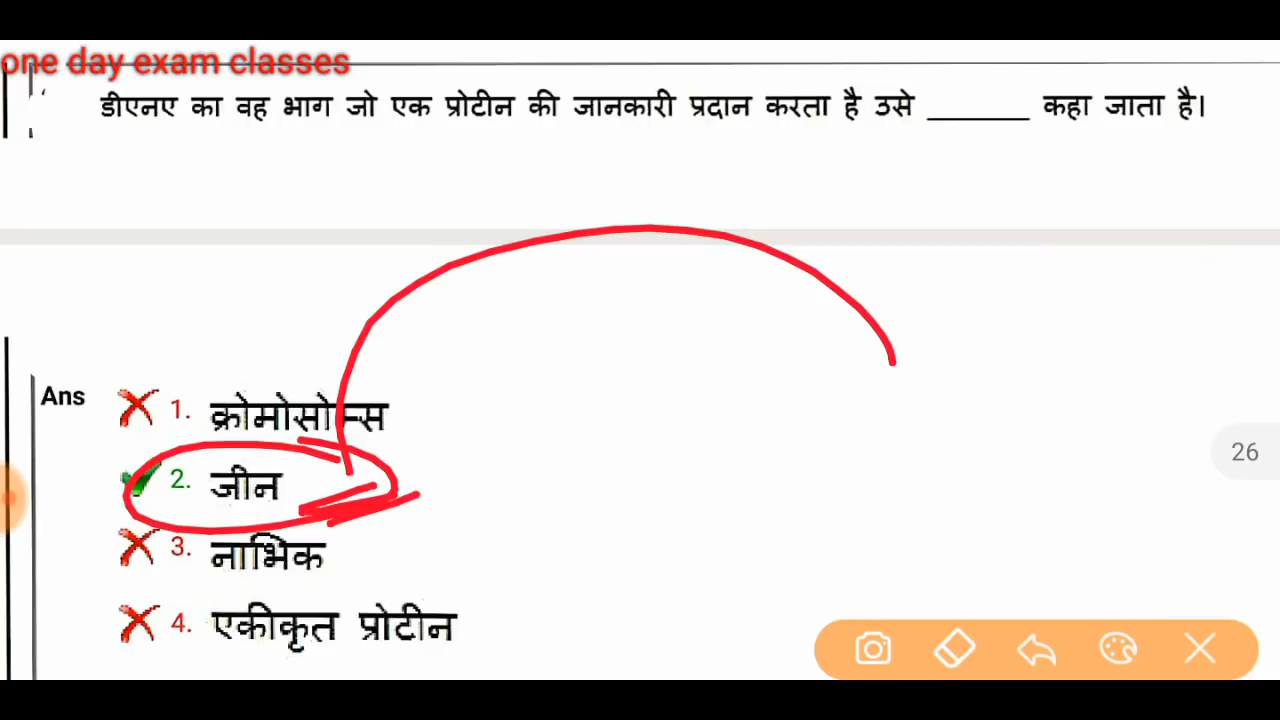 one day exam classes
डीएनए का वह भाग जो एक प्रोटीन की जानकारी प्रदान करता है उसे _______ कहा जाता है।
Ans
1. क्रोमोसोम्स
2. जीन
3. नाभिक
4. एकीकृत प्रोटीन
26